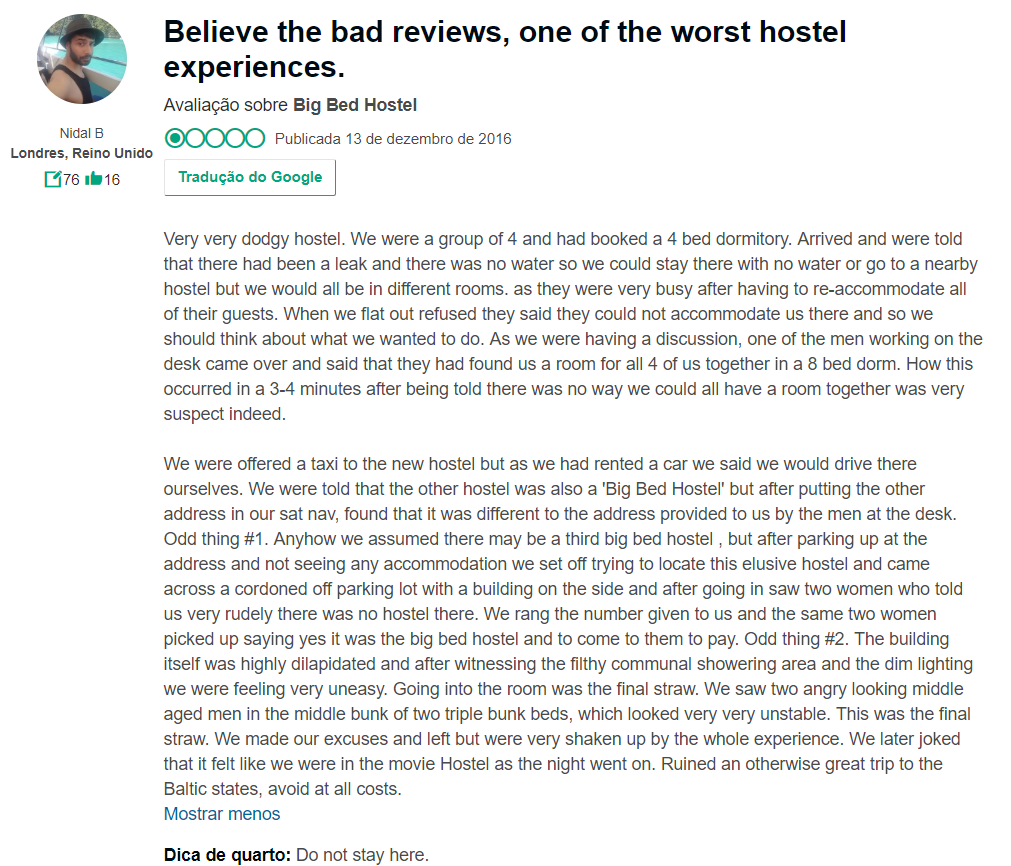 Believe the bad reviews, one of the worst hostel
experiences.
Avaliação sobre Big Bed Hostel
Nidal B
Publicada 13 de dezembro de 2016
Londres, Reino Unido
76 16
Tradução do Google
Very very dodgy hostel. We were a group of 4 and had booked a 4 bed dormitory. Arrived and were told
that there had been a leak and there was no water so we could stay there with no water or go to a nearby
hostel but we would all be in different rooms. as they were very busy after having to re-accommodate all
of their guests. When we flat out refused they said they could not accommodate us there and so we
should think about what we wanted to do. As we were having a discussion, one of the men working on the
desk came over and said that they had found us a room for all 4 of us together in a 8 bed dorm. How this
occurred in a 3-4 minutes after being told there was no way we could all have a room together was very
suspect indeed.
We were offered a taxi to the new hostel but as we had rented a car we said we would drive there
ourselves. We were told that the other hostel was also a 'Big Bed Hostel' but after putting the other
address in our sat nav, found that it was different to the address provided to us by the men at the desk.
Odd thing #1. Anyhow we assumed there may be a third big bed hostel , but after parking up at the
address and not seeing any accommodation we set off trying to locate this elusive hostel and came
across a cordoned off parking lot with a building on the side and after going in saw two women who told
us very rudely there was no hostel there. We rang the number given to us and the same two women
picked up saying yes it was the big bed hostel and to come to them to pay. Odd thing #2. The building
itself was highly dilapidated and after witnessing the filthy communal showering area and the dim lighting
we were feeling very uneasy. Going into the room was the final straw. We saw two angry looking middle
aged men in the middle bunk of two triple bunk beds, which looked very very unstable. This was the final
straw. We made our excuses and left but were very shaken up by the whole experience. We later joked
that it felt like we were in the movie Hostel as the night went on. Ruined an otherwise great trip to the
Baltic states, avoid at all costs.
Mostrar menos
Dica de quarto: Do not stay here.